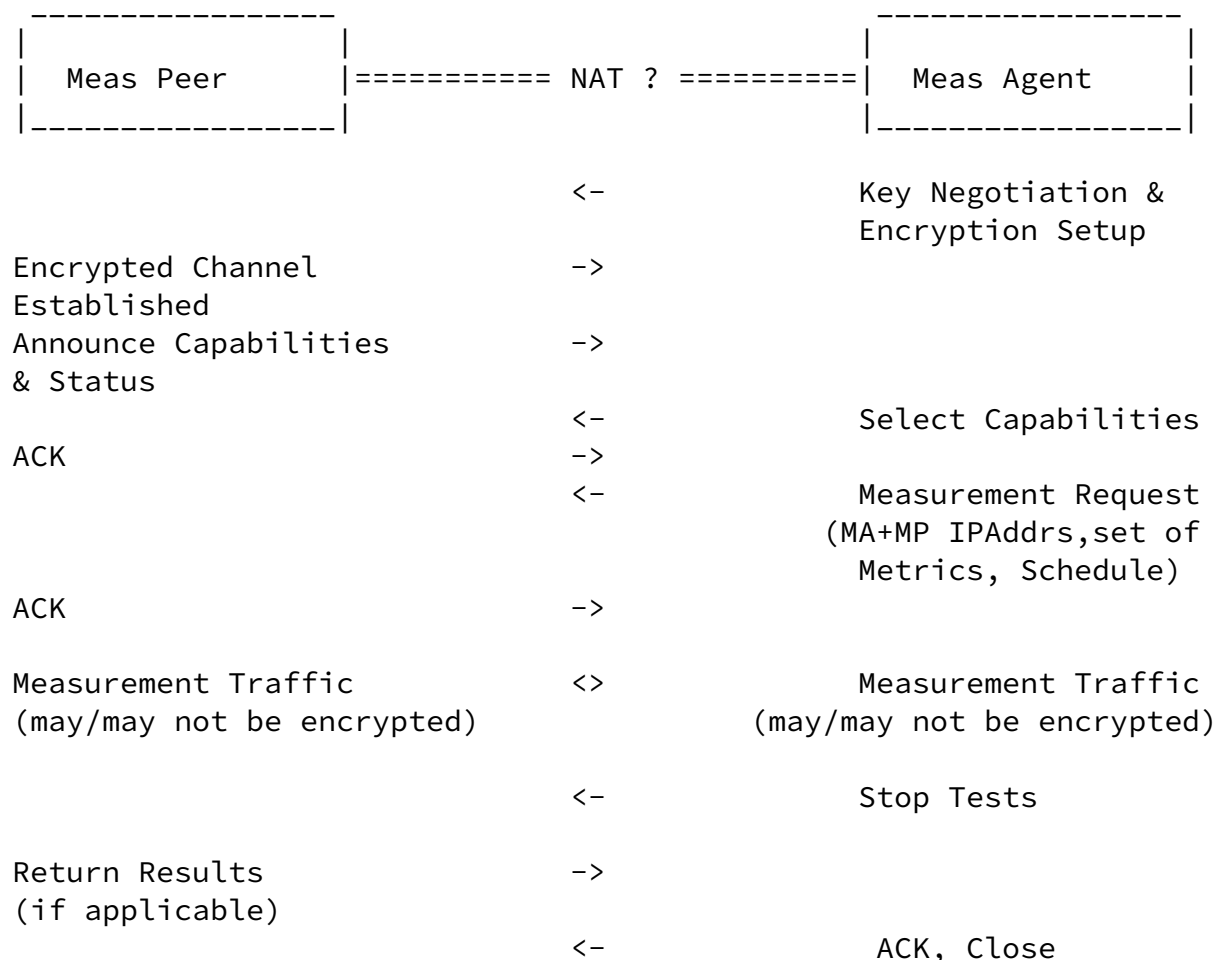 Meas Peer |=========== NAT ? ==========| Meas Agent
<- Key Negotiation &
Encryption Setup
Encrypted Channel ->
Established
Announce Capabilities ->
& Status
<- Select Capabilities
ACK ->
<- Measurement Request
(MA+MP IPAddrs,set of
Metrics, Schedule)
ACK ->
Measurement Traffic <> Measurement Traffic
(may/may not be encrypted) (may/may not be encrypted)
<- Stop Tests
Return Results ->
(if applicable)
<- ACK, Close